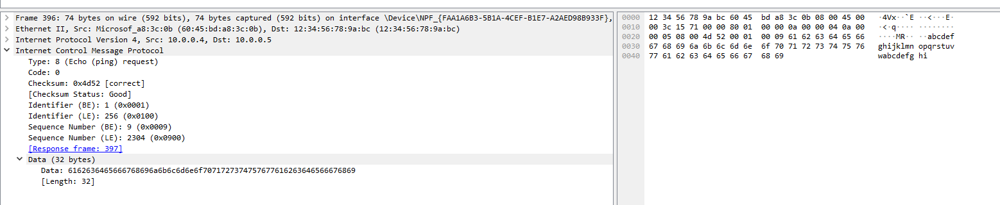 Frame 396: 74 bytes on wire (592 bits), 74 bytes captured (592 bits) on interface \Device\NPF_{FAA1A6B3-5B1A-4CEF-B1E7-A2AED98B933F},
Ethernet II, Src: Microsof_a8:3c:0b (60:45:bd:a8:3c:0b), Dst: 12:34:56:78:9a:bc (12:34:56:78:9a:bc)
Internet Protocol Version 4, Src: 10.0.0.4, Dst: 10.0.0.5
Internet Control Message Protocol
Type: 8 (Echo (ping) request)
Code: 0
Checksum: 0x4d52 [correct]
[Checksum Status: Good]
Identifier (BE): 1 (0x0001)
Identifier (LE): 256 (0x0100)
Sequence Number (BE): 9 (0x0009)
Sequence Number (LE): 2304 (0x0900)
[Response frame: 397]
Data (32 bytes)
Data: 6162636465666768696a6b6c6d6e6f7071727374757677616263646566676869
[Length: 32]
0000 12 34 56 78 9a bc 60 45 bd a8 3c 0b 08 00 45 00 ·4Vx··`E ··<···E·
0010 00 3c 15 71 00 00 80 01 00 00 0a 00 00 04 0a 00 ·<·q···· ········
0020 00 05 08 00 4d 52 00 01 00 09 61 62 63 64 65 66 ····MR·· ··abcdef
0030 67 68 69 6a 6b 6c 6d 6e 6f 70 71 72 73 74 75 76 ghijklmn opqrstuv
0040 77 61 62 63 64 65 66 67 68 69 wabcdefg hi